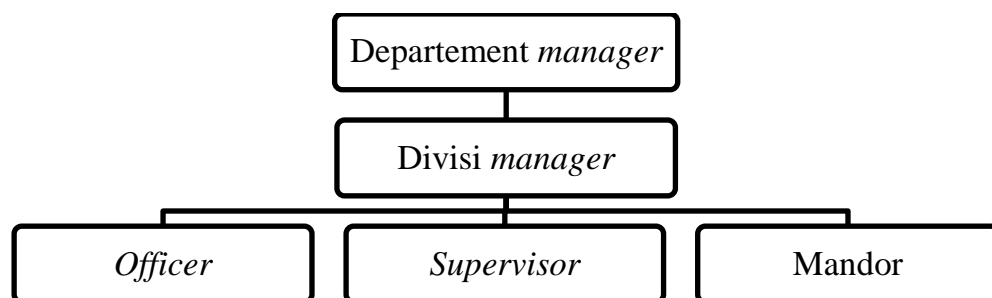 Departement manager
Divisi manager
Officer
Supervisor
Mandor